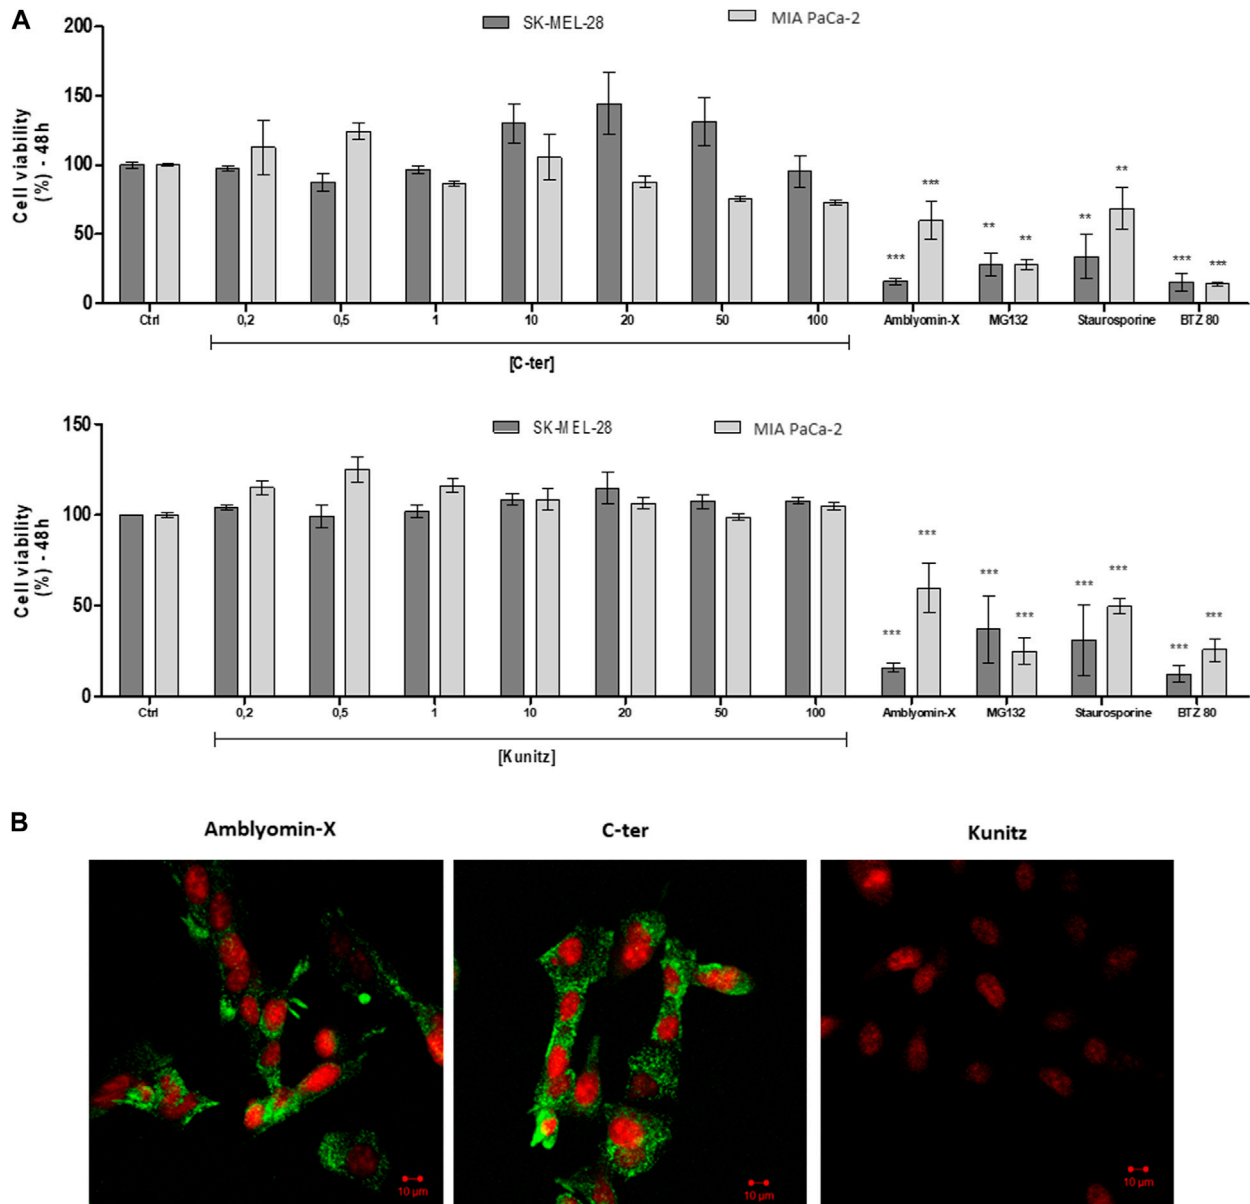 A
SK-MEL-28
MIA PaCa-2
200
150
100
50
0
Cell viability
(%) - 48h
***
***
**
**
**
**
***
***
Ctrl
0,2
0,5
1
10
20
50
100
Amblyomin-X
MG132
Staurosporine
BTZ 80
[C-ter]
SK-MEL-28
MIA PaCa-2
150
100
50
0
Cell viability
(%) - 48h
***
***
***
***
***
***
***
***
Ctrl
0,2
0,5
1
10
20
50
100
Amblyomin-X
MG132
Staurosporine
BTZ 80
[Kunitz]
B
Amblyomin-X
C-ter
Kunitz
10 µm
10 µm
10 µm